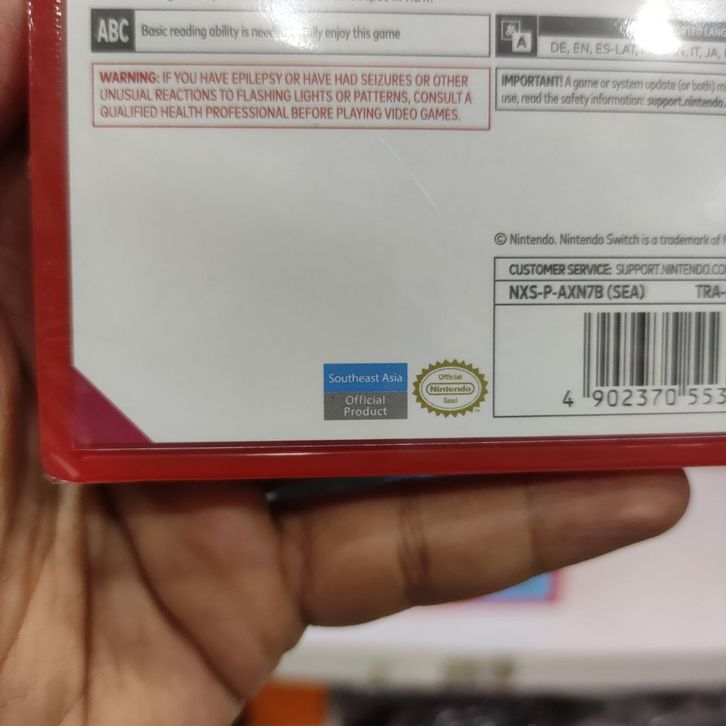 in HDR.
ABC Basic reading ability is fully enjoy this game
A
DE, EN, ES-LAT, IT, JA,
WARNING: IF YOU HAVE EPILEPSY OR HAVE HAD SEIZURES OR OTHER
UNUSUAL REACTIONS TO FLASHING LIGHTS OR PATTERNS, CONSULT A
QUALIFIED HEALTH PROFESSIONAL BEFORE PLAYING VIDEO GAMES.
IMPORTANT! A game or system update (or both) m
use, read the safety information: support.nintendo.
© Nintendo. Nintendo Switch is a trademark of N
CUSTOMER SERVICE: SUPPORT.NINTENDO.CO
NXS-P-AXN7B (SEA) TRA-
4 902370 553
Southeast Asia
Official
Product
Official
Nintendo
Seal